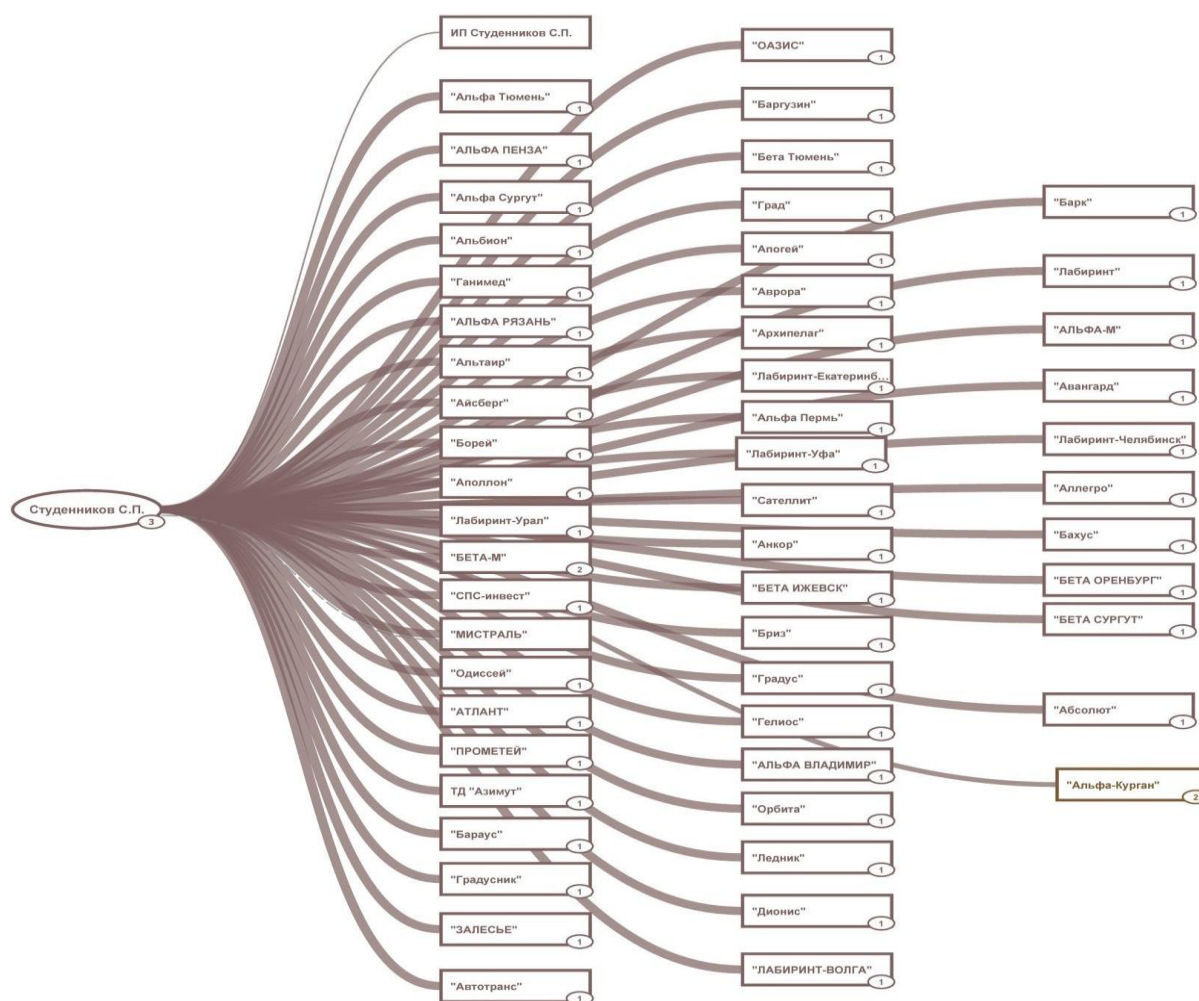 ИП Студенников С.П.
"Альфа Тюмень"
1
"АЛЬФА ПЕНЗА"
1
"Альфа Сургут"
1
"Альбион"
1
"Ганимед"
1
"АЛЬФА РЯЗАНЬ"
1
"Альтаир"
1
"Айсберг"
1
"Борей"
1
"Аполлон"
1
Студенников С.П.
3
"Лабиринт-Урал"
1
"БЕТА-М"
2
"СПС-инвест"
1
"МИСТРАЛЬ"
"Одиссей"
1
"АТЛАНТ"
1
"ПРОМЕТЕЙ"
1
ТД "Азимут"
1
"Бараус"
1
"Градусник"
1
"ЗАЛЕСЬЕ"
1
"Автотранс"
1
"ОАЗИС"
1
"Баргузин"
1
"Бета Тюмень"
1
"Град"
1
"Апогей"
1
"Аврора"
1
"Архипелаг"
1
"Лабиринт-Екатеринб...
1
"Альфа Пермь"
1
"Лабиринт-Уфа"
1
"Сателлит"
1
"Анкор"
1
"БЕТА ИЖЕВСК"
1
"Бриз"
1
"Градус"
1
"Гелиос"
1
"АЛЬФА ВЛАДИМИР"
1
"Орбита"
1
"Ледник"
1
"Дионис"
1
"ЛАБИРИНТ-ВОЛГА"
1
"Барк"
1
"Лабиринт"
1
"АЛЬФА-М"
1
"Авангард"
1
"Лабиринт-Челябинск"
1
"Аллегро"
1
"Бахус"
1
"БЕТА ОРЕНБУРГ"
1
"БЕТА СУРГУТ"
1
"Абсолют"
1
"Альфа-Курган"
2